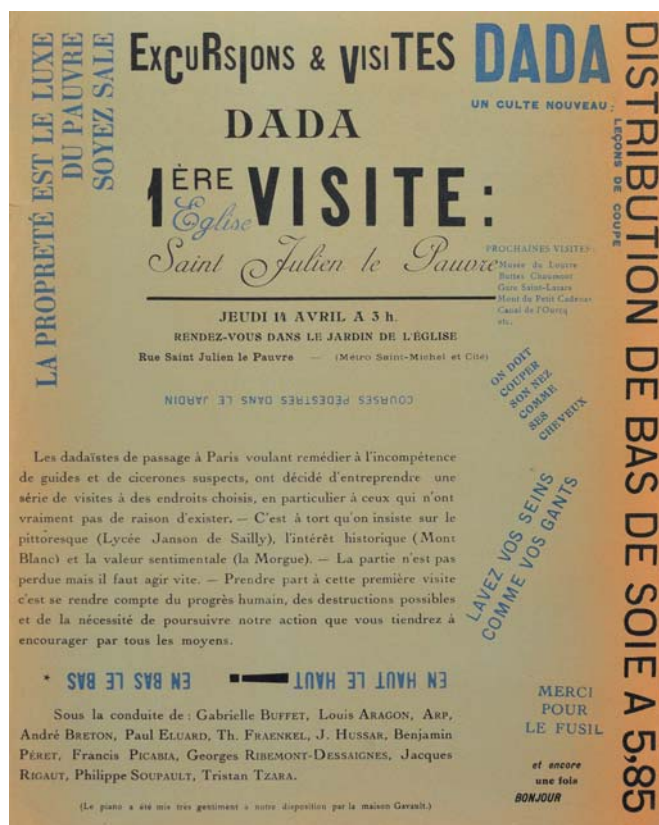 LA PROPRETÉ EST LE LUXE
DU PAUVRE
SOYEZ SALE
EXCURSIONS & VISITES
DADA
1ÈRE VISITE :
Église
Saint Julien le Pauvre
JEUDI 14 AVRIL A 3 h.
RENDEZ-VOUS DANS LE JARDIN DE L'ÉGLISE
Rue Saint Julien le Pauvre — (Métro Saint-Michel et Cité)
COURSES PÉDESTRES DANS LE JARDIN
DADA
UN CULTE NOUVEAU :
LEÇONS DE COUPE
DISTRIBUTION DE BAS DE SOIE A 5,85
PROCHAINES VISITES :
Musée du Louvre
Buttes Chaumont
Gare Saint-Lazare
Mont du Petit Cadenas
Canal de l'Ourcq
etc.
ON DOIT
COUPER
SON NEZ
COMME
SES
CHEVEUX
LAVEZ VOS SEINS
COMME VOS GANTS
Les dadaïstes de passage à Paris voulant remédier à l'incompétence
de guides et de cicerones suspects, ont décidé d'entreprendre une
série de visites à des endroits choisis, en particulier à ceux qui n'ont
vraiment pas de raison d'exister. — C'est à tort qu'on insiste sur le
pittoresque (Lycée Janson de Sailly), l'intérêt historique (Mont
Blanc) et la valeur sentimentale (la Morgue). — La partie n'est pas
perdue mais il faut agir vite. — Prendre part à cette première visite
c'est se rendre compte du progrès humain, des destructions possibles
et de la nécessité de poursuivre notre action que vous tiendrez à
encourager par tous les moyens.
EN HAUT LE HAUT ! EN BAS LE BAS *
Sous la conduite de : Gabrielle BUFFET, Louis ARAGON, ARP,
André BRETON, Paul ELUARD, Th. FRAENKEL, J. HUSSAR, Benjamin
PÉRET, Francis PICABIA, Georges RIBEMONT-DESSAIGNES, Jacques
RIGAUT, Philippe SOUPAULT, Tristan TZARA.
(Le piano a été mis très gentiment à notre disposition par la maison Gavault.)
MERCI
POUR
LE FUSIL
et encore
une fois
BONJOUR